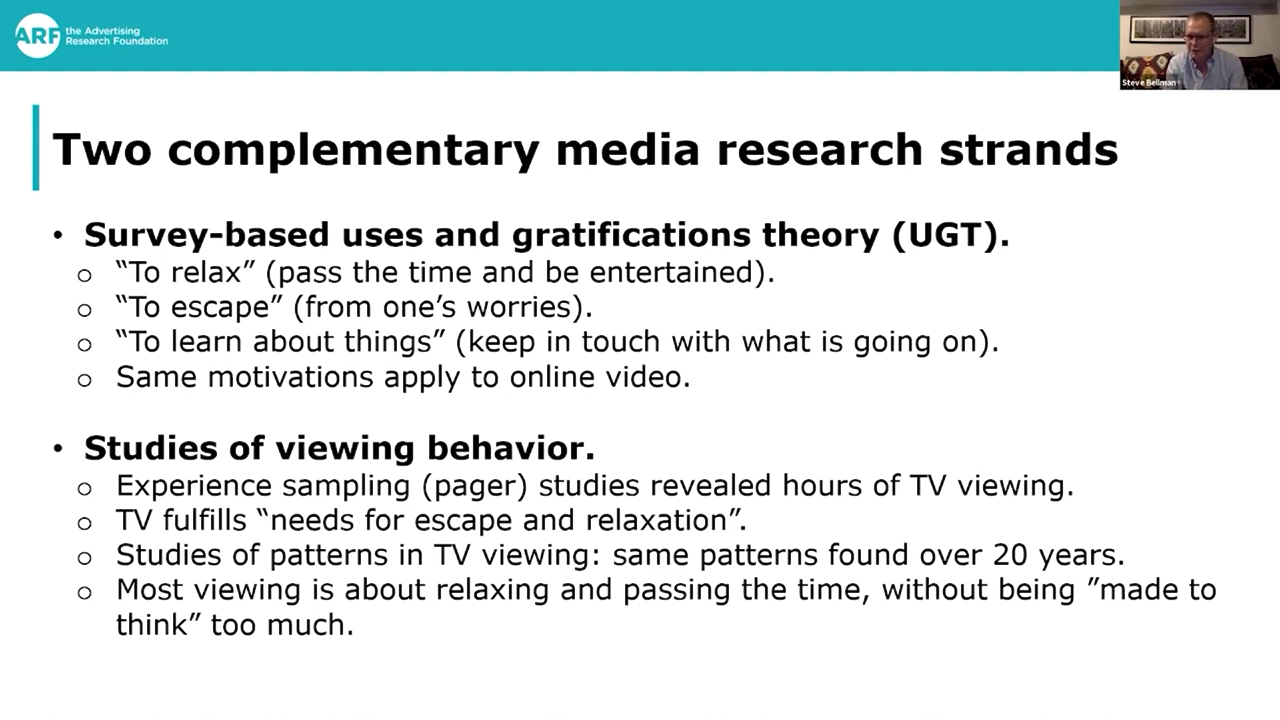 ARF the Advertising
Research Foundation
Steve Bellman
Two complementary media research strands
• Survey-based uses and gratifications theory (UGT).
o “To relax” (pass the time and be entertained).
o “To escape” (from one’s worries).
o “To learn about things” (keep in touch with what is going on).
o Same motivations apply to online video.
• Studies of viewing behavior.
o Experience sampling (pager) studies revealed hours of TV viewing.
o TV fulfills “needs for escape and relaxation”.
o Studies of patterns in TV viewing: same patterns found over 20 years.
o Most viewing is about relaxing and passing the time, without being ”made to
think” too much.